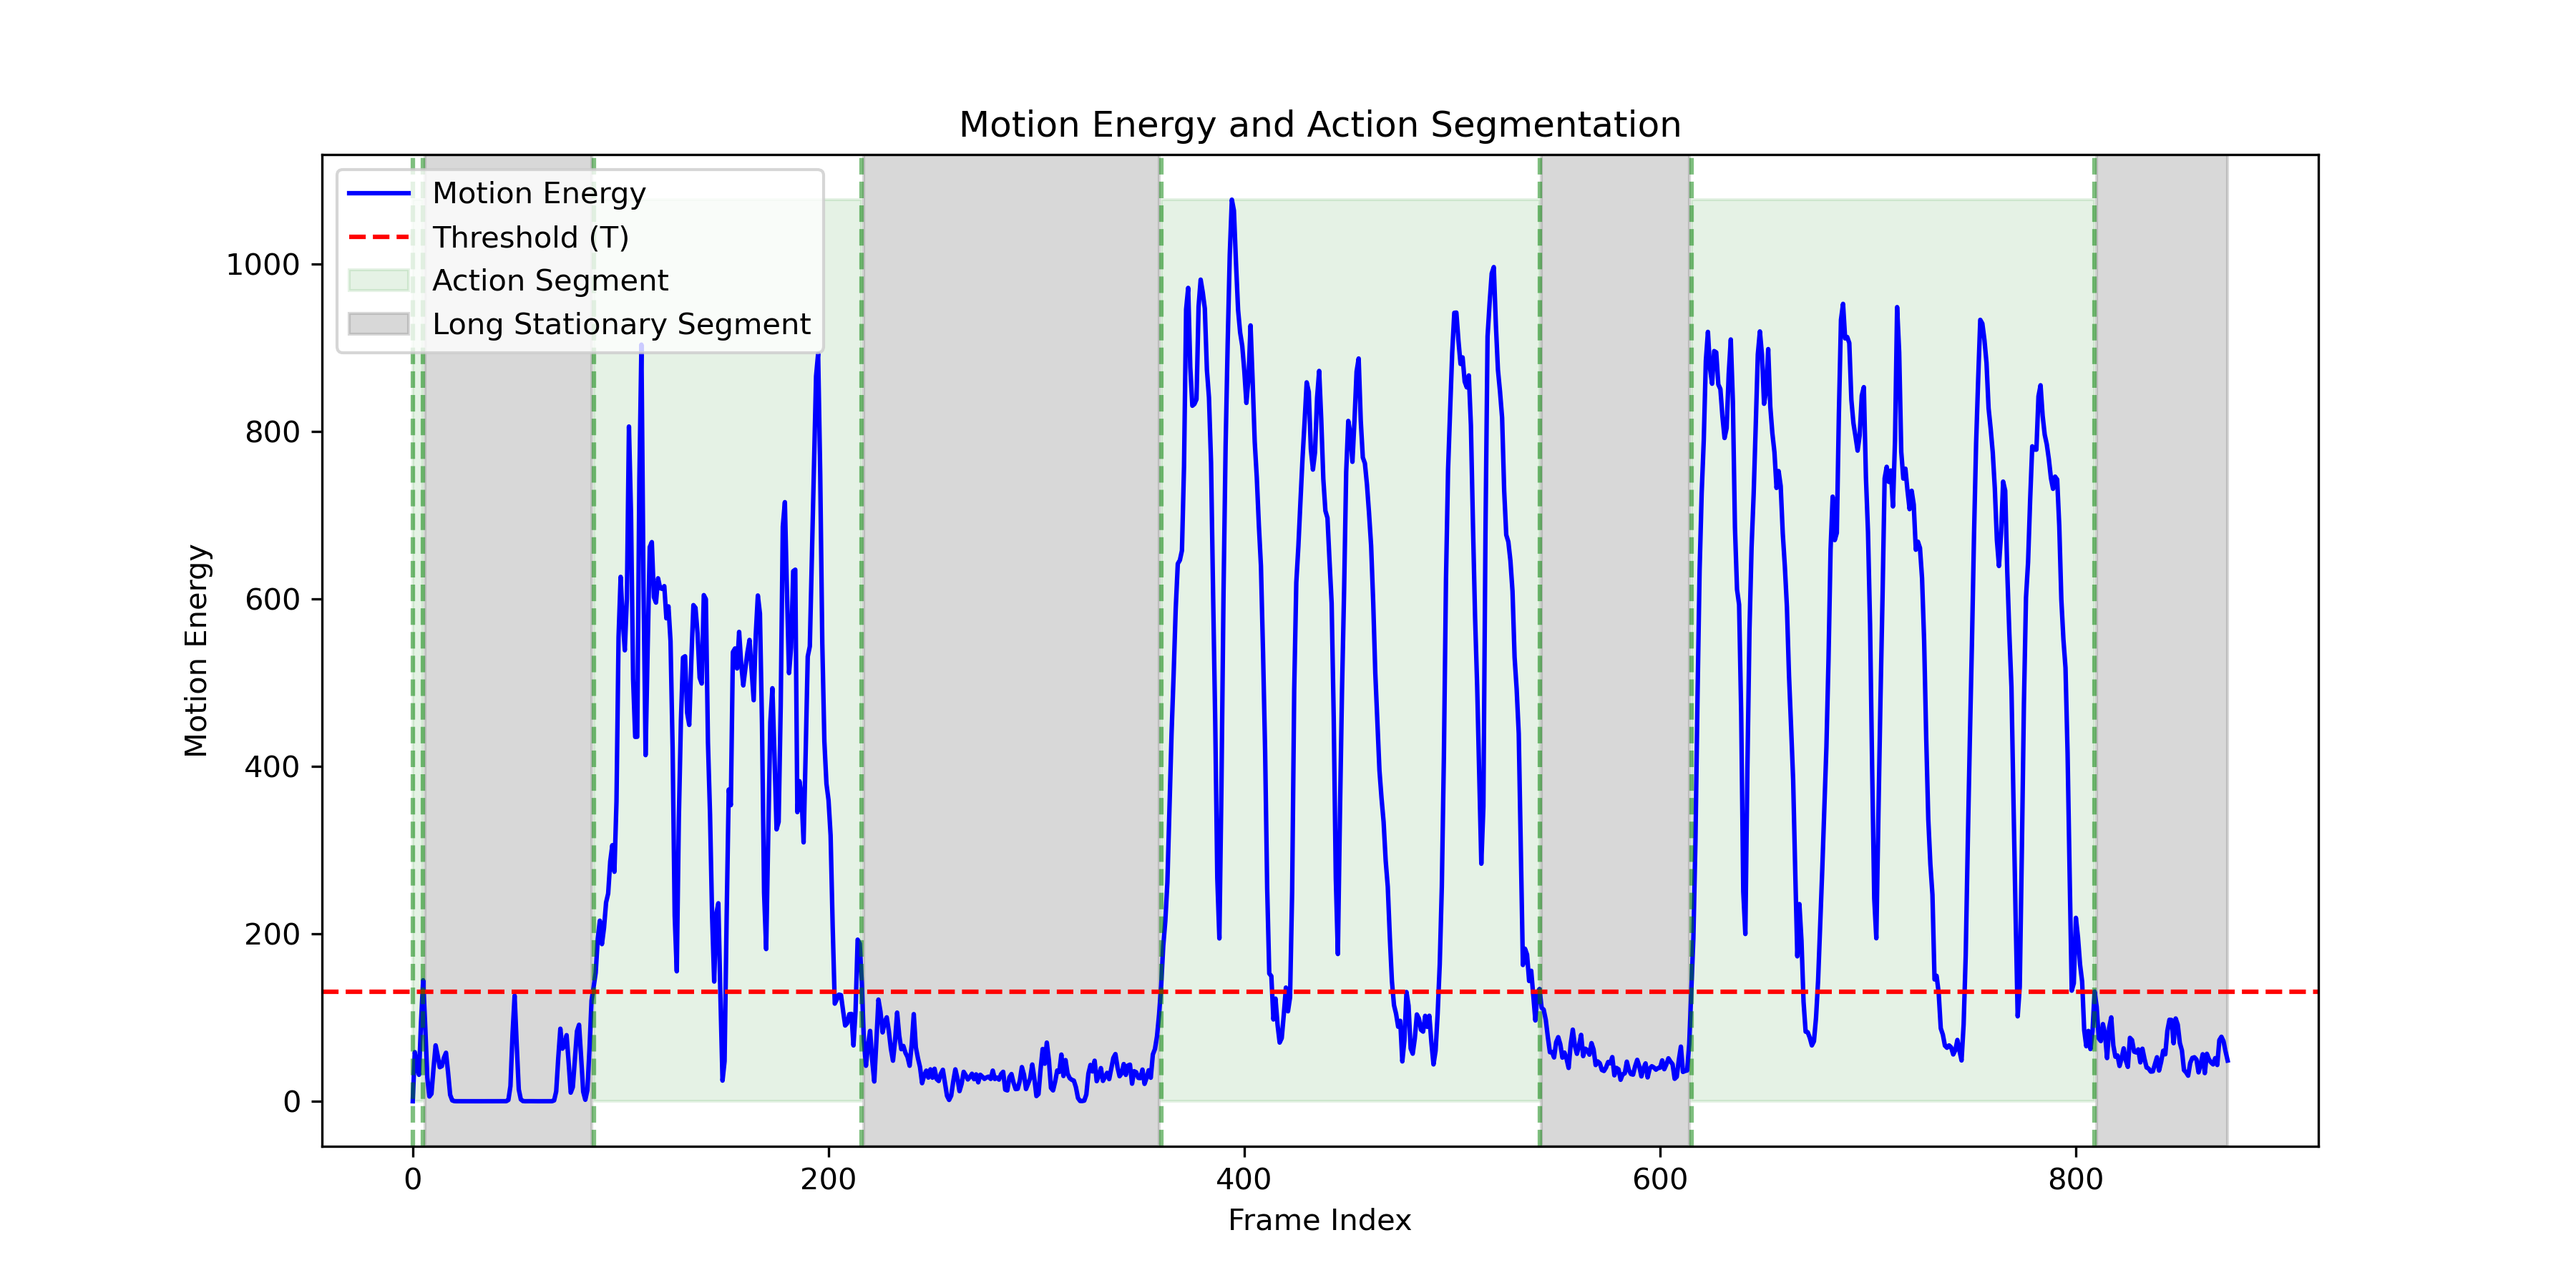 Motion Energy and Action Segmentation
Motion Energy
Threshold (T)
Action Segment
Long Stationary Segment
1000
800
600
400
200
0
Motion Energy
0 200 400 600 800
Frame Index